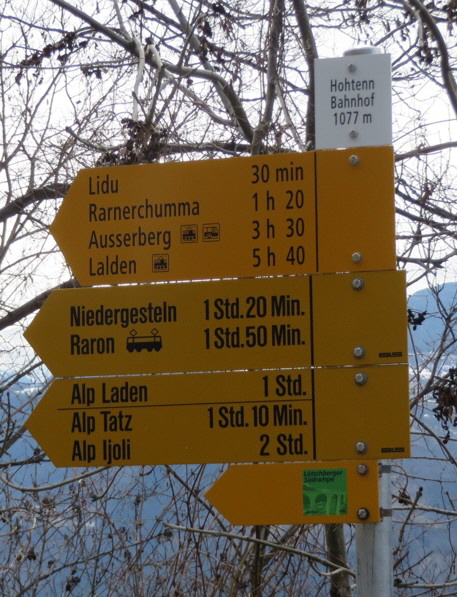 Hohtenn
Bahnhof
1077 m
Lidu 30 min
Rarnerchumma 1 h 20
Ausserberg 3 h 30
Lalden 5 h 40
Niedergesteln 1 Std. 20 Min.
Raron 1 Std. 50 Min.
Alp Laden 1 Std.
Alp Tatz 1 Std. 10 Min.
Alp Ijoli 2 Std.
Lötschberger
Südrampe